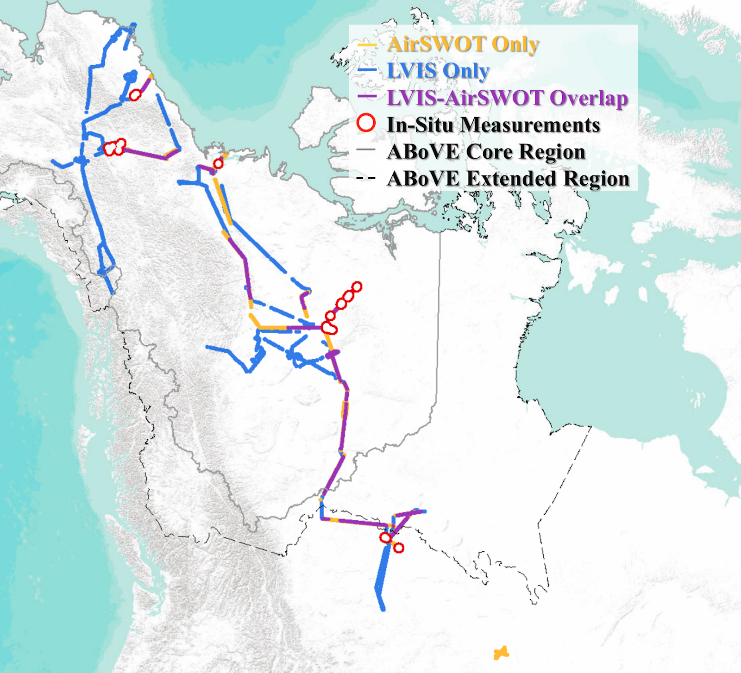 AirSWOT Only
LVIS Only
LVIS-AirSWOT Overlap
In-Situ Measurements
ABoVE Core Region
ABoVE Extended Region